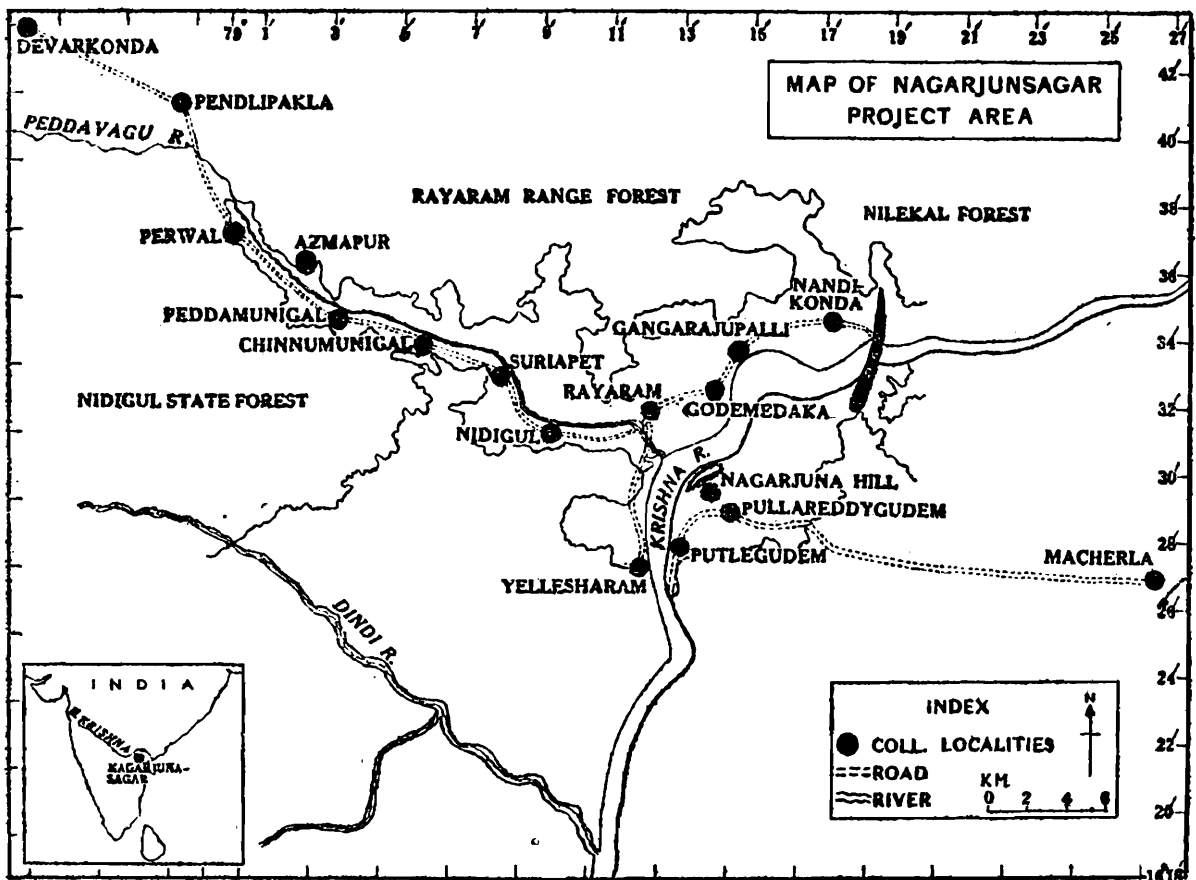 79° 1′ 3′ 6′ 9′ 11′ 13′ 15′ 17′ 19′ 21′ 23′ 25′ 27′
DEVARKONDA
42′
MAP OF NAGARJUNSAGAR
PROJECT AREA
PENDLIPAKLA
PEDDAVAGU R.
40′
RAYARAM RANGE FOREST
38′
NILEKAL FOREST
PERWAL
AZMAPUR
36′
NANDI-
KONDA
PEDDAMUNIGAL
GANGARAJUPALLI
CHINNUMUNIGAL
34′
SURIAPET
RAYARAM
NIDIGUL STATE FOREST
GODEMEDAKA
32′
NIDIGUL
KRISHNA R.
30′
NAGARJUNA HILL
PULLAREDDYGUDEM
28′
PUTLEGUDEM
MACHERLA
YELLESHARAM
26′
DINDI R.
24′
INDIA
R. KRISHNA
NAGARJUNA-
SAGAR
INDEX
N
COLL. LOCALITIES
22′
ROAD
KM.
RIVER
0 2 4 6
20′